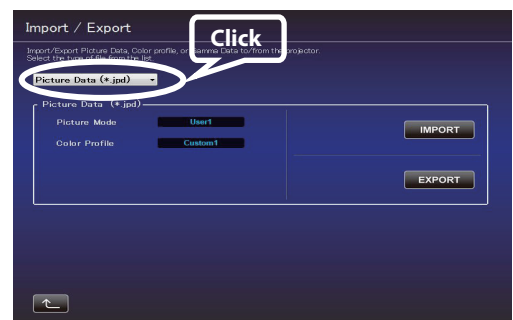 Import / Export
Click
Import/Export Picture Data, Color profile, or Gamma Data to/from the projector.
Select the type of file from the list.
Picture Data (*.jpd)
Picture Data (*.jpd)
Picture Mode User1
IMPORT
Color Profile Custom1
EXPORT